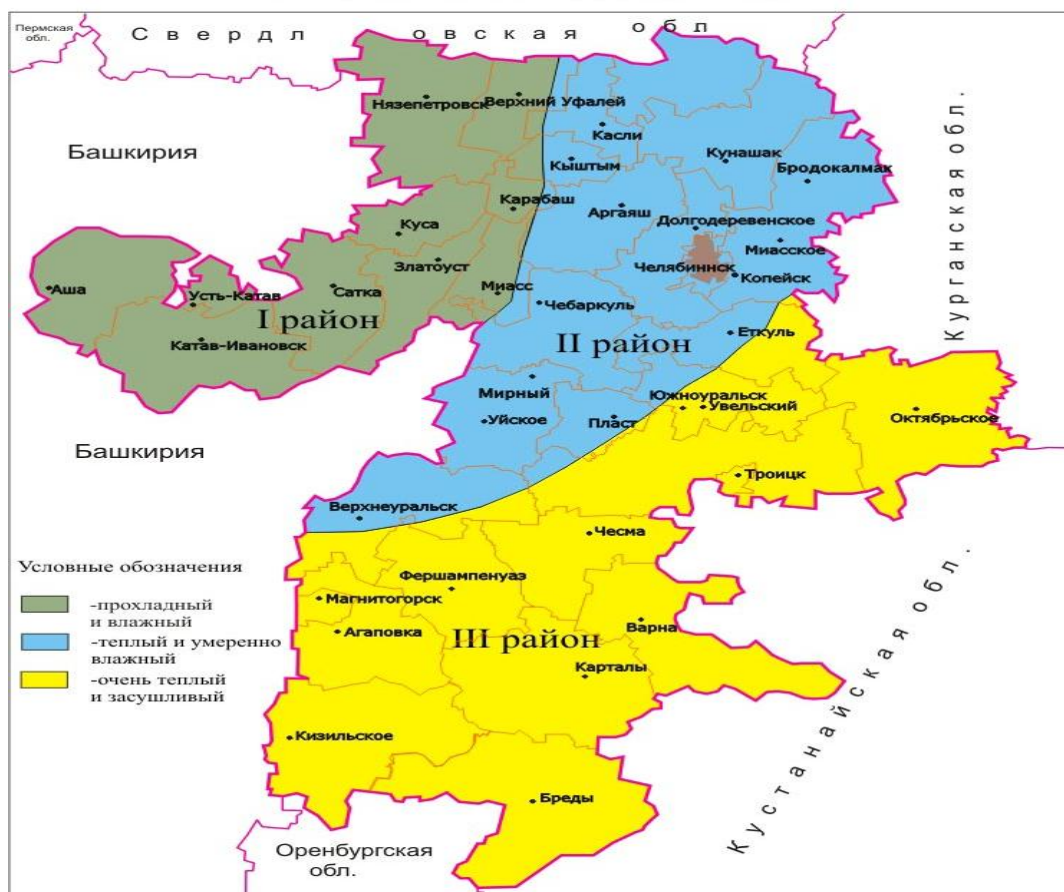 Пермская
обл.
Свердл овская обл
Нязепетровск
Верхний Уфалей
Касли
Башкирия
Кыштым
Кунашак
Бродокалмак
Курганская обл.
Карабаш
Аргаяш
Долгодеревенское
Куса
Миасское
Златоуст
Челябиннск
Копейск
Аша
Усть-Катав
Сатка
Миасс
Чебаркуль
I район
II район
Еткуль
Катав-Ивановск
Мирный
Южноуральск
Увельский
Октябрьское
Уйское
Пласт
Башкирия
Троицк
Верхнеуральск
Чесма
Условные обозначения
-прохладный
и влажный
-теплый и умеренно
влажный
-очень теплый
и засушливый
Фершампенуаз
Магнитогорск
Агаповка
III район
Варна
Карталы
Кустанайская обл.
Кизильское
Бреды
Оренбургская
обл.